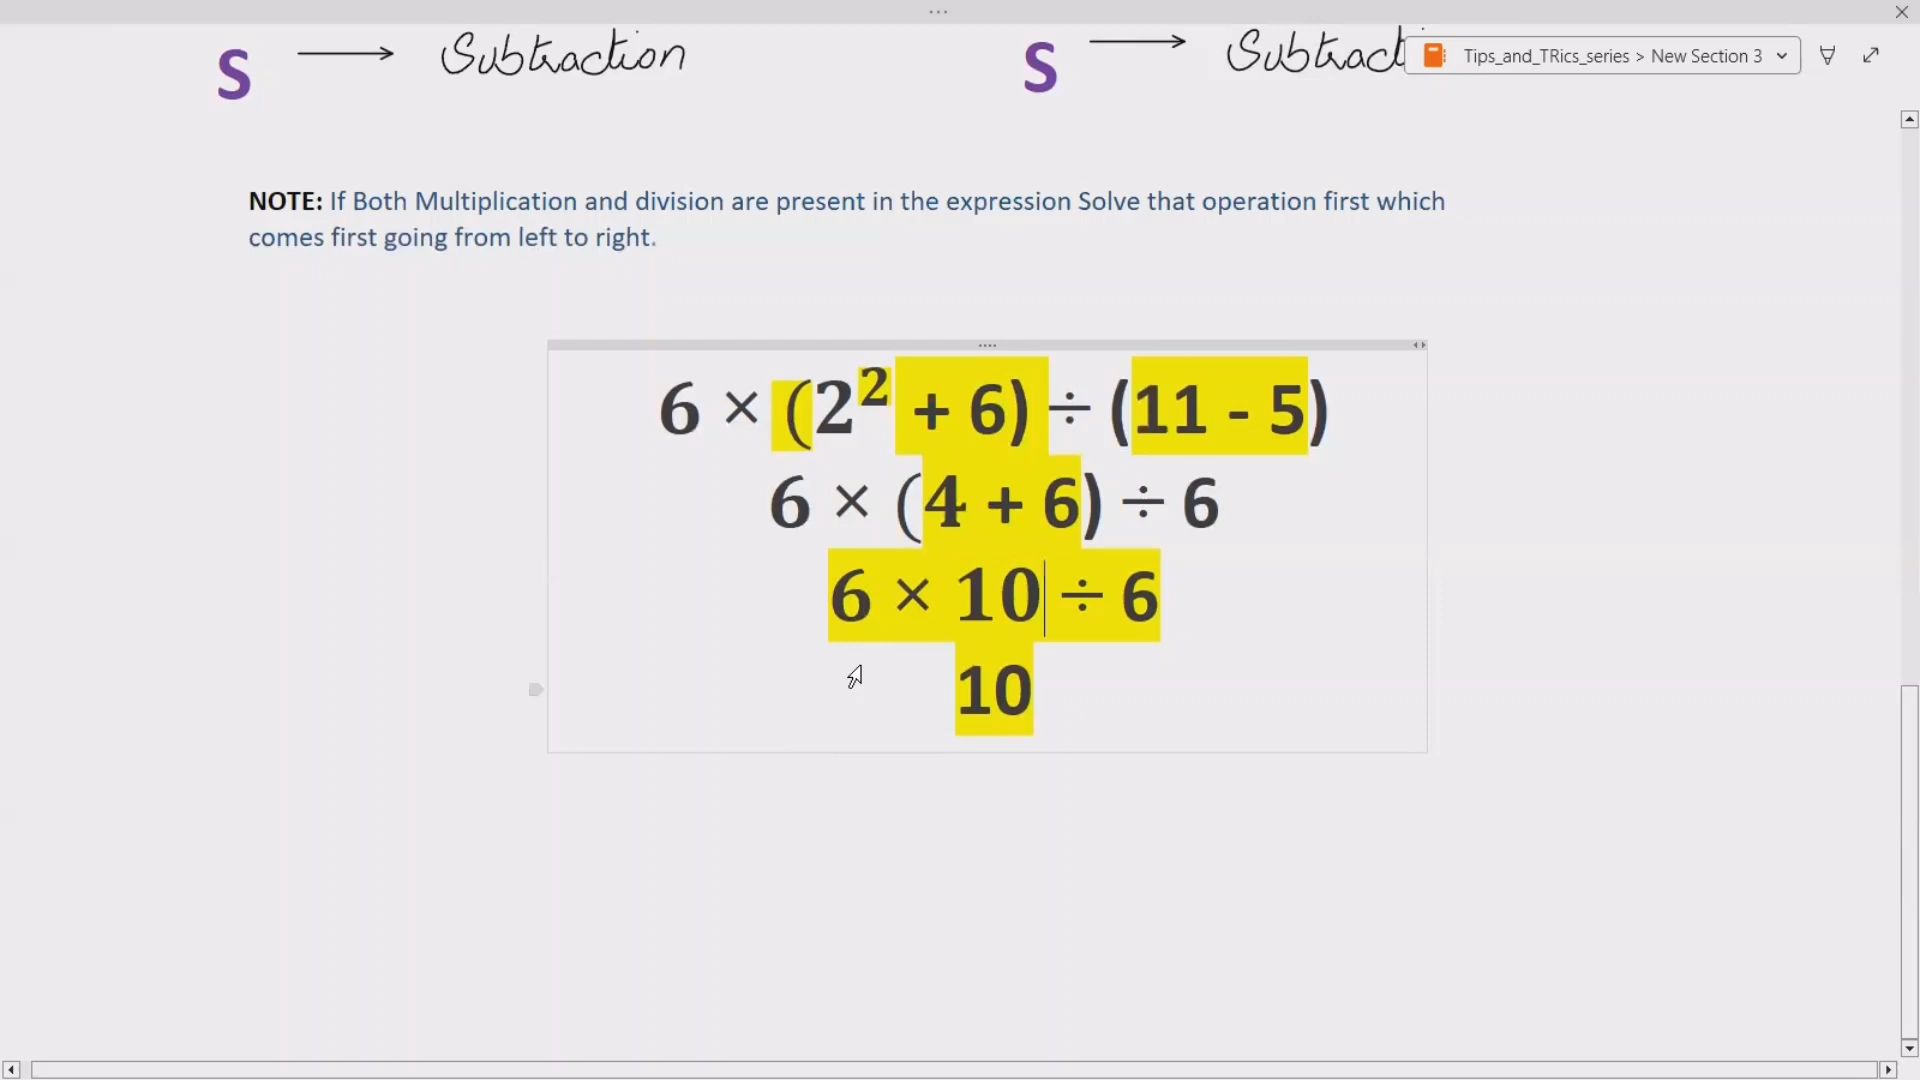 S → Subtraction S → Subtract
Tips_and_TRics_series > New Section 3
NOTE: If Both Multiplication and division are present in the expression Solve that operation first which
comes first going from left to right.
6 × (2² + 6) ÷ (11 - 5)
6 × (4 + 6) ÷ 6
6 × 10 ÷ 6
10